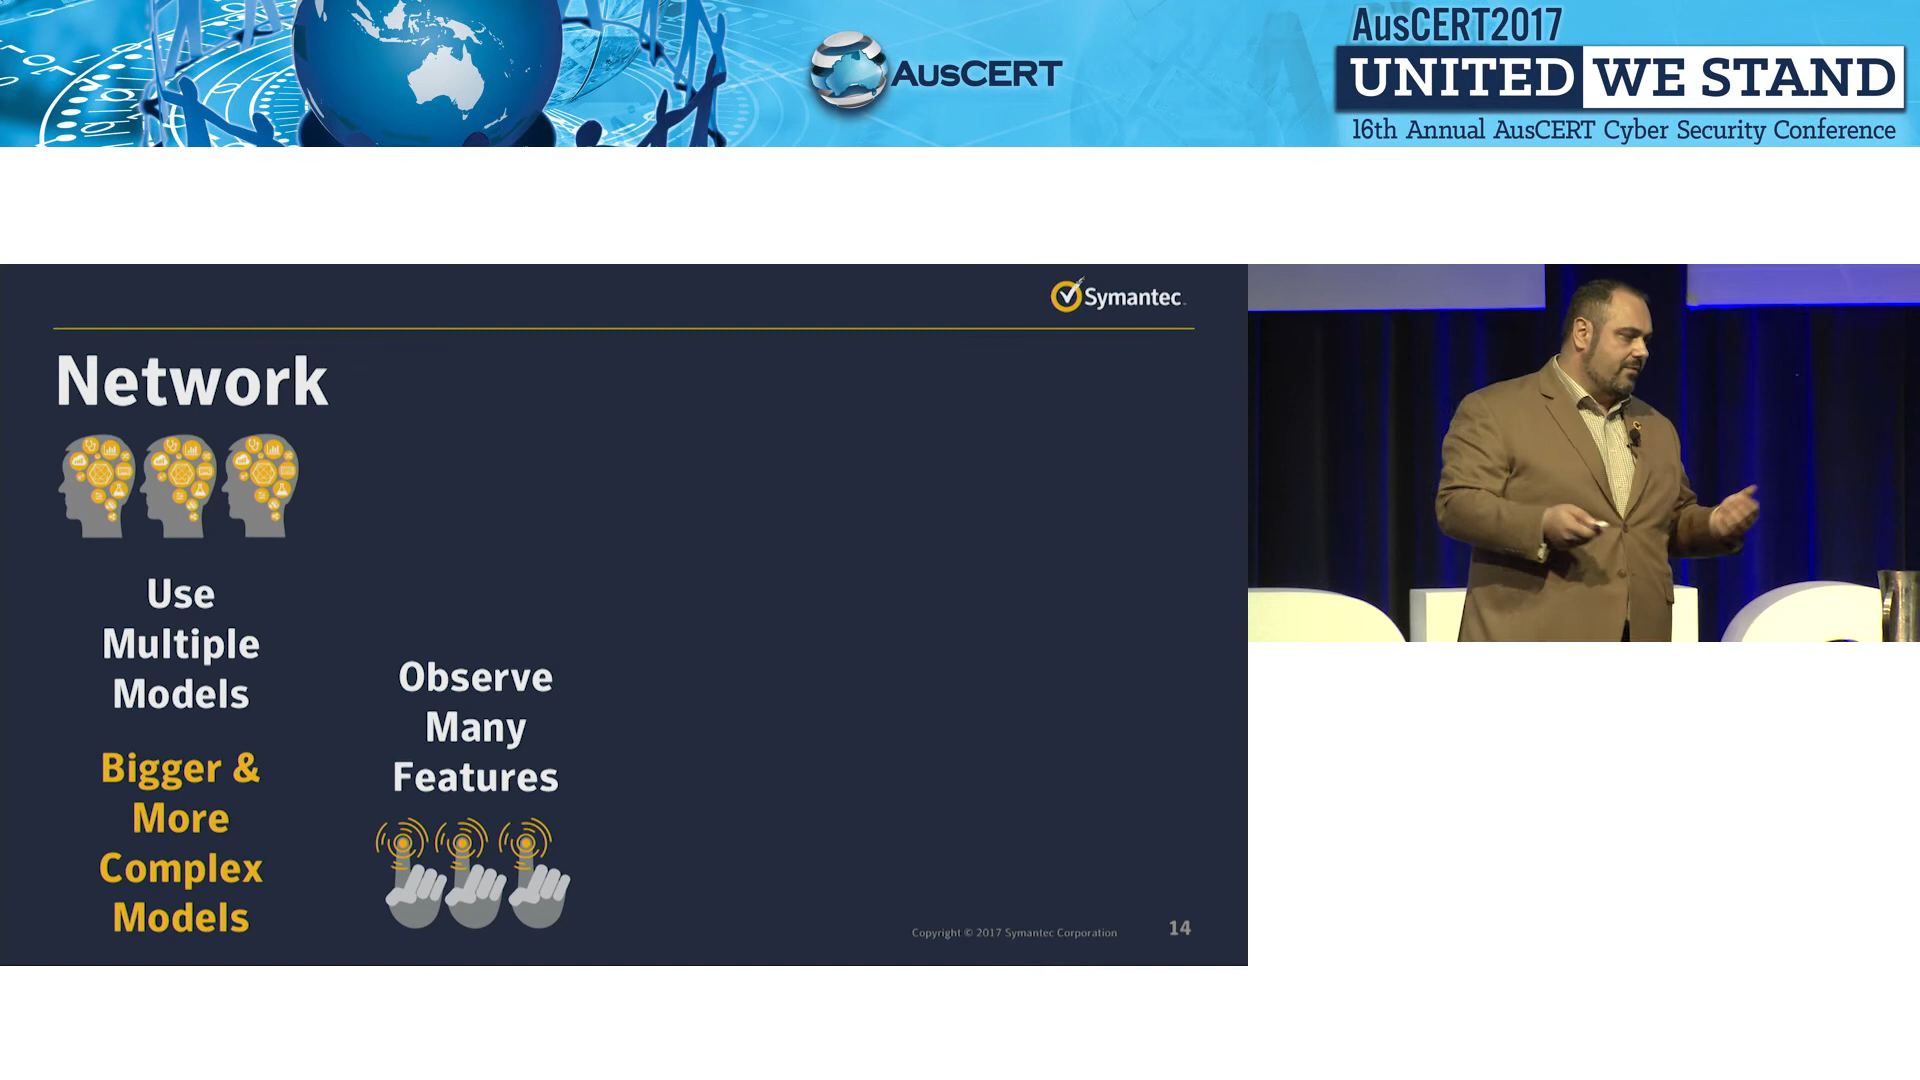 AusCERT
AusCERT2017
UNITED WE STAND
16th Annual AusCERT Cyber Security Conference
Symantec
Network
Use
Multiple
Models
Bigger &
More
Complex
Models
Observe
Many
Features
Copyright © 2017 Symantec Corporation
14